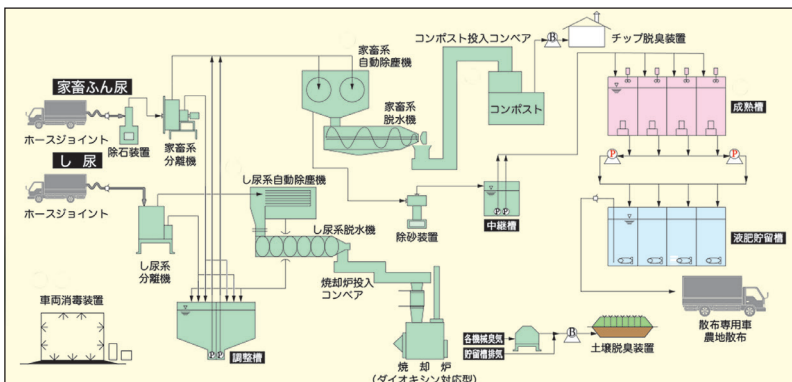 家畜ふん尿
ホースジョイント
除石装置
家畜系
分離機
し尿
ホースジョイント
し尿系
分離機
車両消毒装置
調整槽
P P
家畜系
自動除塵機
家畜系
脱水機
し尿系自動除塵機
し尿系脱水機
焼却炉投入
コンベア
焼却炉
(ダイオキシン対応型)
コンポスト投入コンベア
コンポスト
B
チップ脱臭装置
除砂装置
P P
中継槽
成熟槽
P
P
液肥貯留槽
散布専用車
農地散布
各機械臭気
貯留槽排気
B
土壌脱臭装置